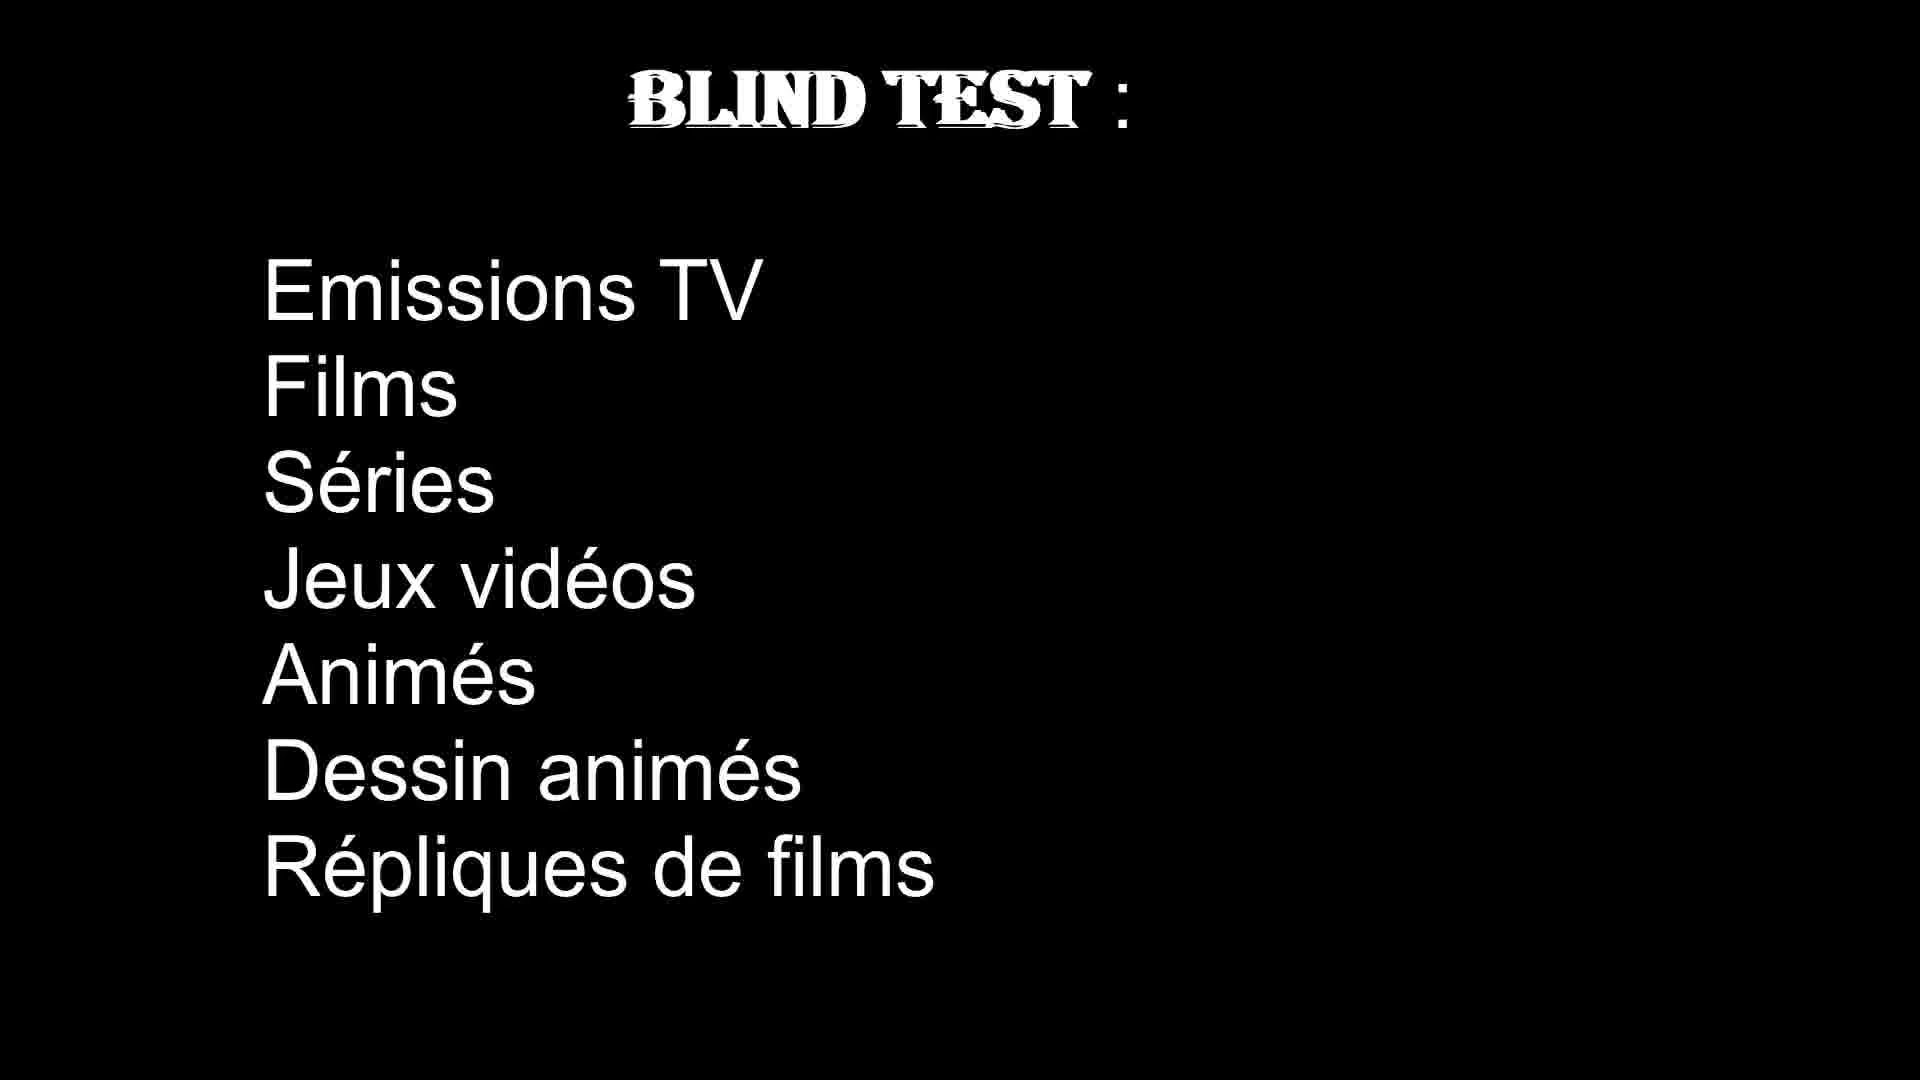 BLIND TEST :
Emissions TV
Films
Séries
Jeux vidéos
Animés
Dessin animés
Répliques de films